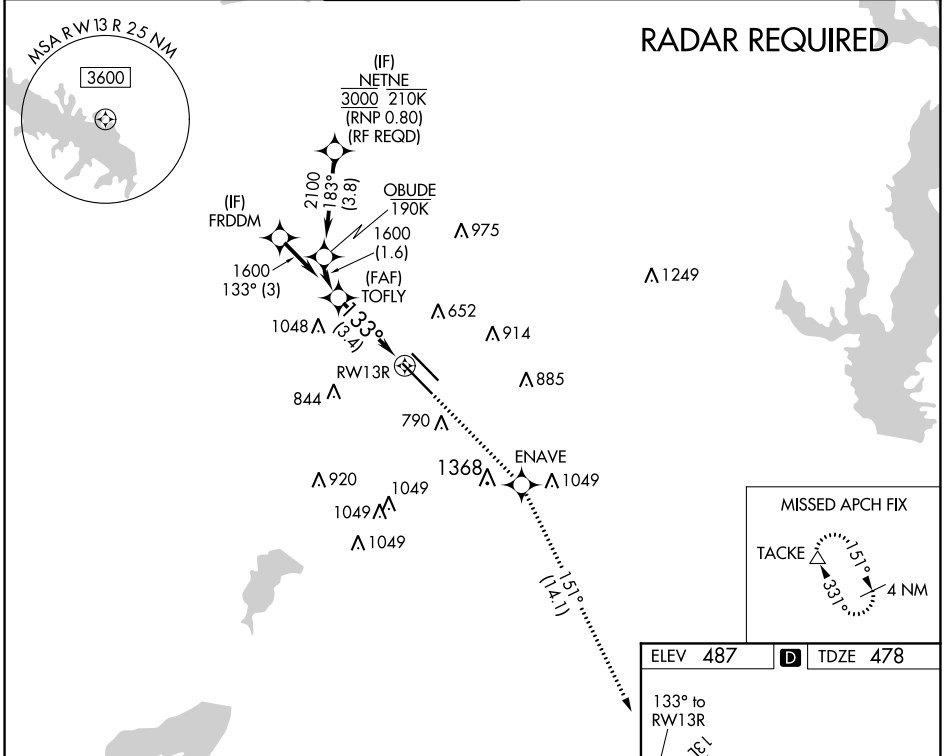 MSA RW 13 R 25 NM
3600
RADAR REQUIRED
(IF)
NETNE
3000 210K
(RNP 0.80)
(RF REQD)
2100
183°
(3.8)
OBUDE
190K
(IF)
FRDDM
1600
(1.6)
975
1600
133° (3)
(FAF)
TOFLY
1249
1048
133°
(3.4)
652
914
RW13R
885
844
790
ENAVE
1368
1049
920
1049
1049
1049
151°
(14.1)
MISSED APCH FIX
TACKE
151°
331°
4 NM
ELEV 487
D
TDZE 478
133° to
RW13R